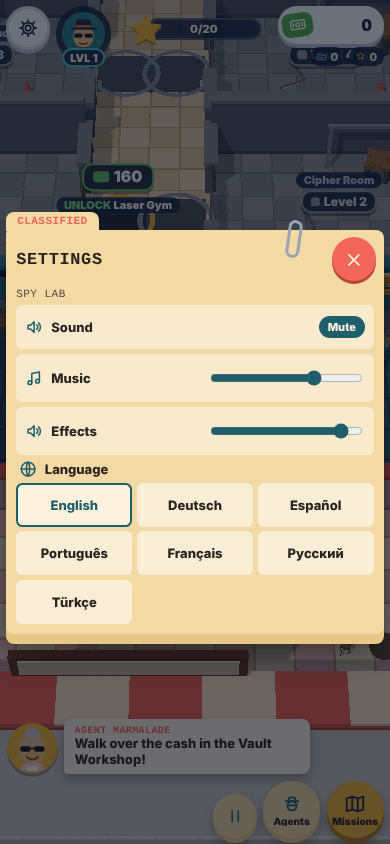 0/20
0
LVL 1
0
0
160
UNLOCK Laser Gym
Cipher Room
Level 2
CLASSIFIED
SETTINGS
SPY LAB
Sound
Mute
Music
Effects
Language
English
Deutsch
Español
Português
Français
Русский
Türkçe
AGENT MARMALADE
Walk over the cash in the Vault
Workshop!
Agents
Missions